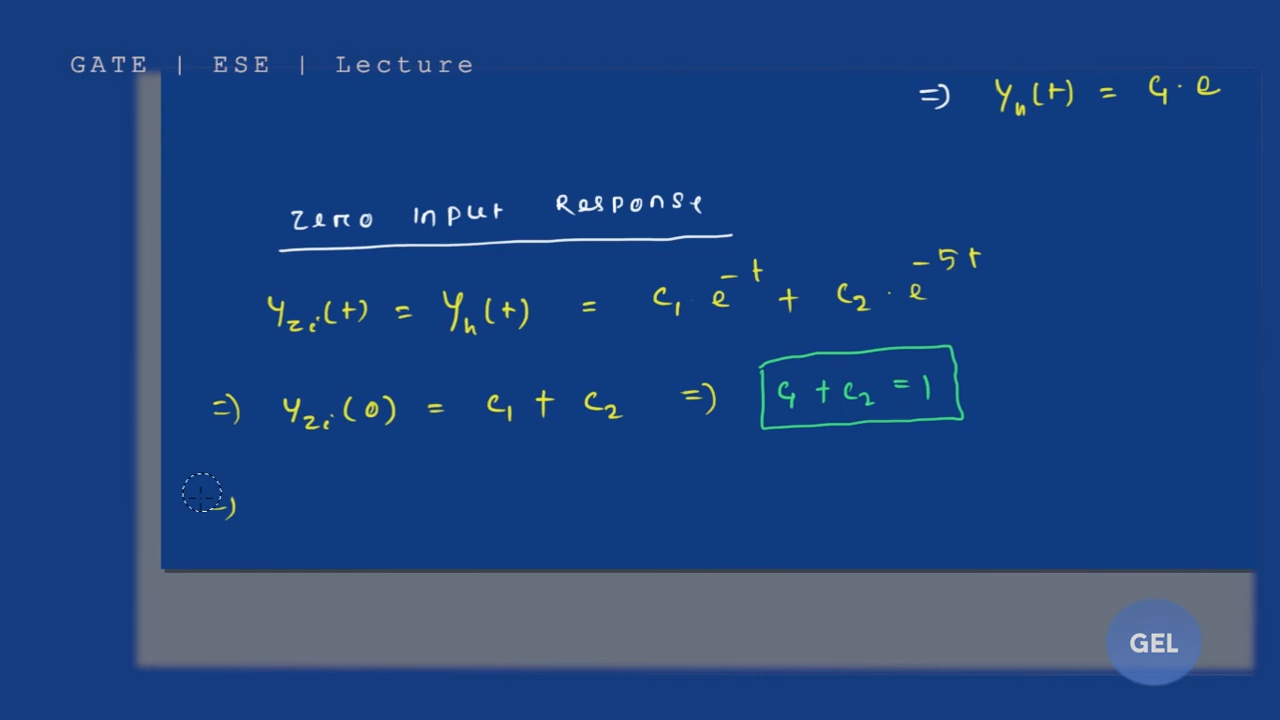 GATE | ESE | Lecture
=> Yh(t) = C1 · e
Zero Input Response
Yzi(t) = Yh(t) = C1 · e^-t + C2 · e^-5t
=> Yzi(0) = C1 + C2 => C1 + C2 = 1
=>
GEL